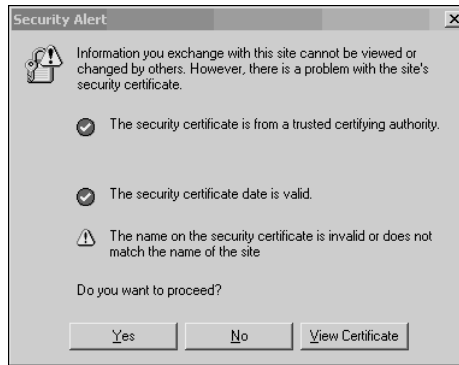 Security Alert
Information you exchange with this site cannot be viewed or
changed by others. However, there is a problem with the site's
security certificate.
The security certificate is from a trusted certifying authority.
The security certificate date is valid.
The name on the security certificate is invalid or does not
match the name of the site
Do you want to proceed?
Yes
No
View Certificate